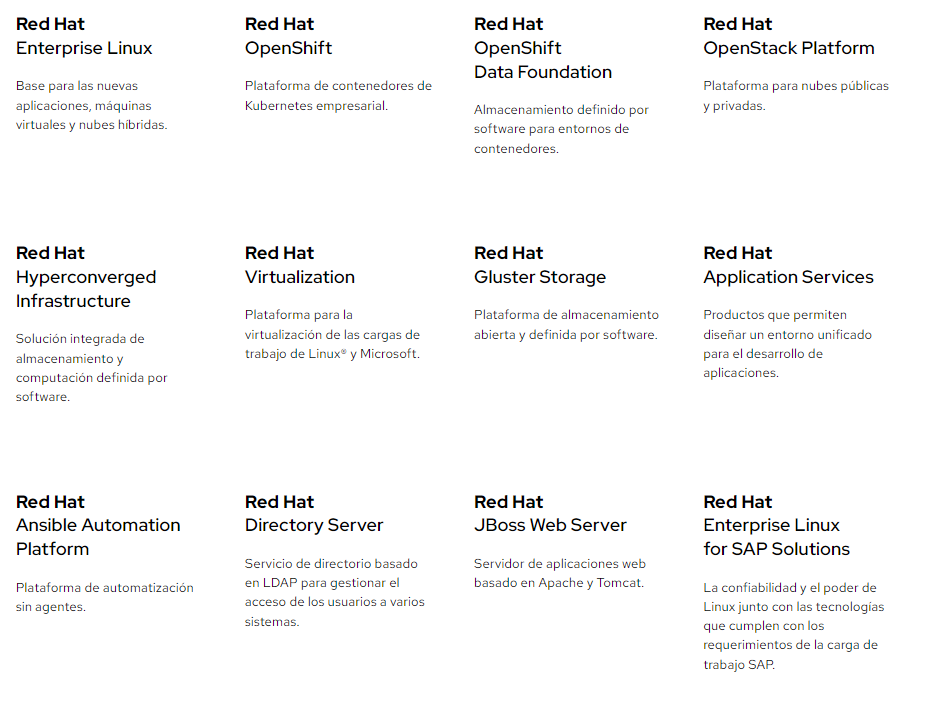 Red Hat
Enterprise Linux
Base para las nuevas
aplicaciones, máquinas
virtuales y nubes híbridas.
Red Hat
OpenShift
Plataforma de contenedores de
Kubernetes empresarial.
Red Hat
OpenShift
Data Foundation
Almacenamiento definido por
software para entornos de
contenedores.
Red Hat
OpenStack Platform
Plataforma para nubes públicas
y privadas.
Red Hat
Hyperconverged
Infrastructure
Solución integrada de
almacenamiento y
computación definida por
software.
Red Hat
Virtualization
Plataforma para la
virtualización de las cargas de
trabajo de Linux® y Microsoft.
Red Hat
Gluster Storage
Plataforma de almacenamiento
abierta y definida por software.
Red Hat
Application Services
Productos que permiten
diseñar un entorno unificado
para el desarrollo de
aplicaciones.
Red Hat
Ansible Automation
Platform
Plataforma de automatización
sin agentes.
Red Hat
Directory Server
Servicio de directorio basado
en LDAP para gestionar el
acceso de los usuarios a varios
sistemas.
Red Hat
JBoss Web Server
Servidor de aplicaciones web
basado en Apache y Tomcat.
Red Hat
Enterprise Linux
for SAP Solutions
La confiabilidad y el poder de
Linux junto con las tecnologías
que cumplen con los
requerimientos de la carga de
trabajo SAP.